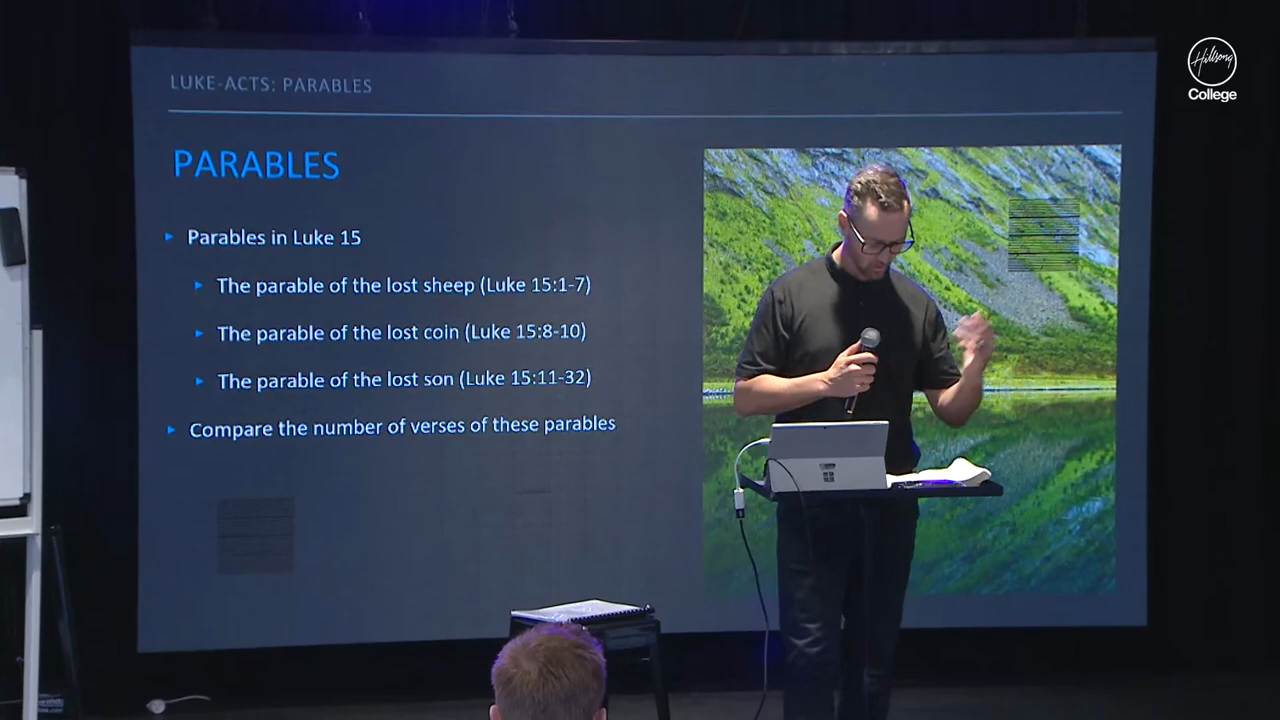 LUKE-ACTS: PARABLES
PARABLES
Parables in Luke 15
The parable of the lost sheep (Luke 15:1-7)
The parable of the lost coin (Luke 15:8-10)
The parable of the lost son (Luke 15:11-32)
Compare the number of verses of these parables
Hillsong
College